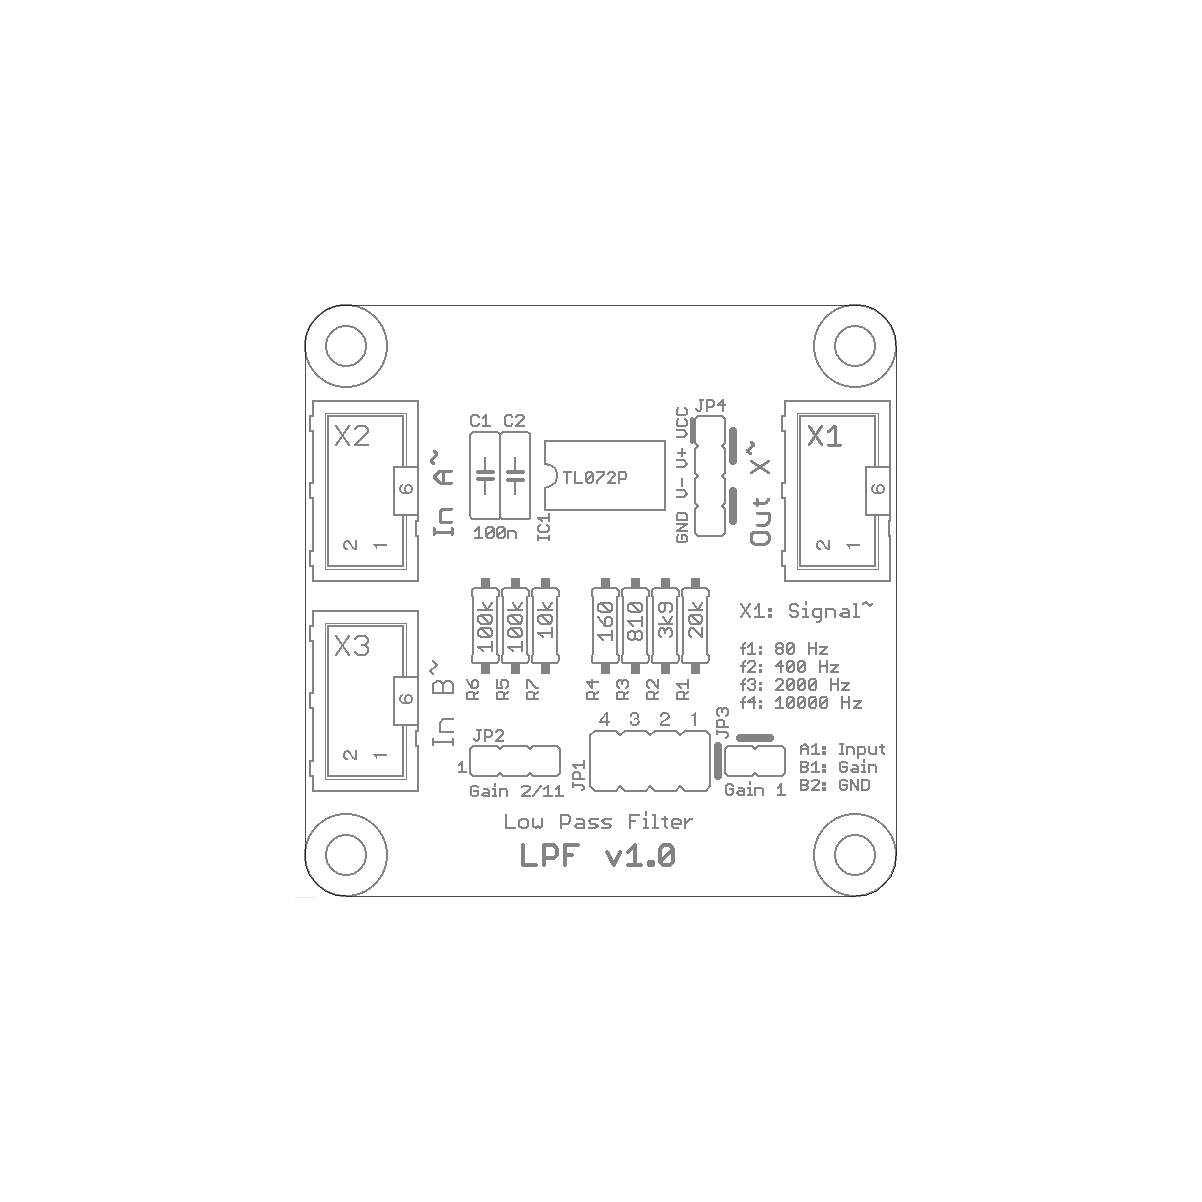 C1 C2
JP4
X2
X1
GND V- V+ VCC
TL072P
6
6
In A~
Out X~
2 1
2 1
100n
IC1
100k
100k
10k
160
810
3k9
20k
X1: Signal~
X3
f1: 80 Hz
f2: 400 Hz
f3: 2000 Hz
f4: 10000 Hz
6
In B~
R6
R5
R7
R4
R3
R2
R1
4 3 2 1
JP3
JP2
2 1
1
JP1
A1: Input
B1: Gain
B2: GND
Gain 2/11
Gain 1
Low Pass Filter
LPF v1.0